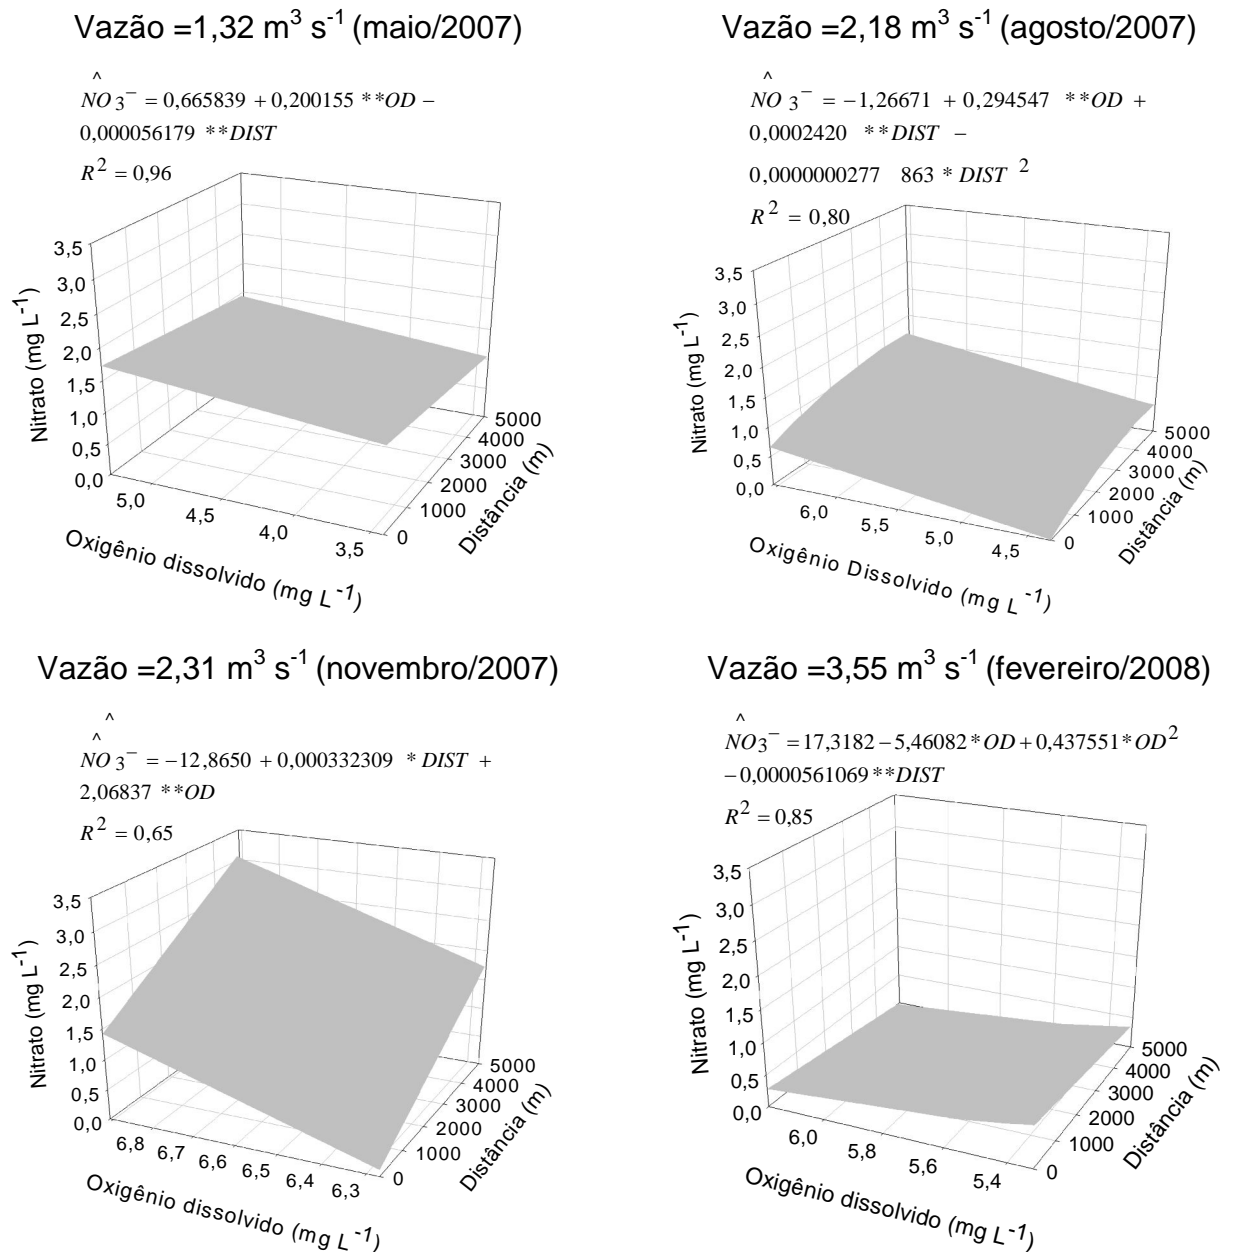 Vazão =1,32 m³ s⁻¹ (maio/2007)
^
NO 3⁻ = 0,665839 + 0,200155 **OD −
0,000056179 **DIST
R² = 0,96
3,5
3,0
2,5
2,0
1,5
1,0
0,5
0,0
Nitrato (mg L⁻¹)
5,0
4,5
4,0
3,5
Oxigênio dissolvido (mg L⁻¹)
0
1000
2000
3000
4000
5000
Distância (m)
Vazão =2,18 m³ s⁻¹ (agosto/2007)
^
NO 3⁻ = −1,26671 + 0,294547 **OD +
0,0002420 **DIST −
0,0000000277 863 * DIST ²
R² = 0,80
3,5
3,0
2,5
2,0
1,5
1,0
0,5
0,0
Nitrato (mg L⁻¹)
6,0
5,5
5,0
4,5
Oxigênio Dissolvido (mg L⁻¹)
0
1000
2000
3000
4000
5000
Distância (m)
Vazão =2,31 m³ s⁻¹ (novembro/2007)
^
^
NO 3⁻ = −12,8650 + 0,000332309 * DIST +
2,06837 **OD
R² = 0,65
3,5
3,0
2,5
2,0
1,5
1,0
0,5
0,0
Nitrato (mg L⁻¹)
6,8
6,7
6,6
6,5
6,4
6,3
Oxigênio dissolvido (mg L⁻¹)
0
1000
2000
3000
4000
5000
Distância (m)
Vazão =3,55 m³ s⁻¹ (fevereiro/2008)
^
NO3⁻ = 17,3182 − 5,46082 * OD + 0,437551 * OD²
− 0,0000561069 **DIST
R² = 0,85
3,5
3,0
2,5
2,0
1,5
1,0
0,5
0,0
Nitrato (mg L⁻¹)
6,0
5,8
5,6
5,4
Oxigênio dissolvido (mg L⁻¹)
0
1000
2000
3000
4000
5000
Distância (m)